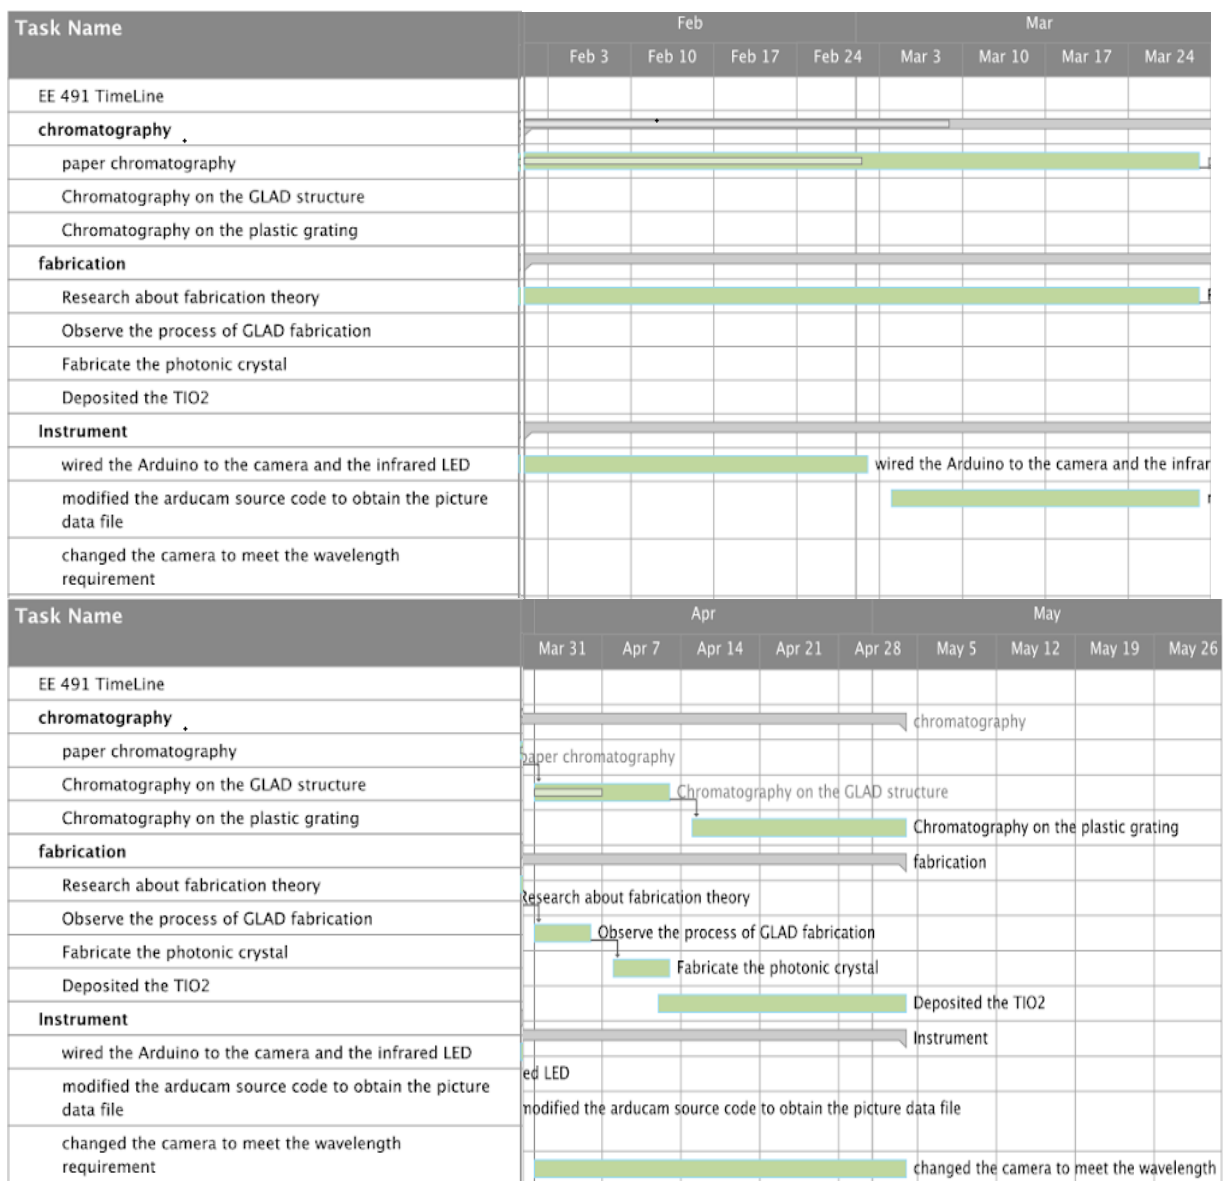 Task Name
Feb
Mar
Feb 3
Feb 10
Feb 17
Feb 24
Mar 3
Mar 10
Mar 17
Mar 24
EE 491 TimeLine
chromatography
paper chromatography
Chromatography on the GLAD structure
Chromatography on the plastic grating
fabrication
Research about fabrication theory
Observe the process of GLAD fabrication
Fabricate the photonic crystal
Deposited the TIO2
Instrument
wired the Arduino to the camera and the infrared LED
wired the Arduino to the camera and the infrar
modified the arducam source code to obtain the picture
data file
changed the camera to meet the wavelength
requirement
Task Name
Apr
May
Mar 31
Apr 7
Apr 14
Apr 21
Apr 28
May 5
May 12
May 19
May 26
EE 491 TimeLine
chromatography
chromatography
paper chromatography
paper chromatography
Chromatography on the GLAD structure
Chromatography on the GLAD structure
Chromatography on the plastic grating
Chromatography on the plastic grating
fabrication
fabrication
Research about fabrication theory
Research about fabrication theory
Observe the process of GLAD fabrication
Observe the process of GLAD fabrication
Fabricate the photonic crystal
Fabricate the photonic crystal
Deposited the TIO2
Deposited the TIO2
Instrument
Instrument
wired the Arduino to the camera and the infrared LED
ed LED
modified the arducam source code to obtain the picture
data file
modified the arducam source code to obtain the picture data file
changed the camera to meet the wavelength
requirement
changed the camera to meet the wavelength